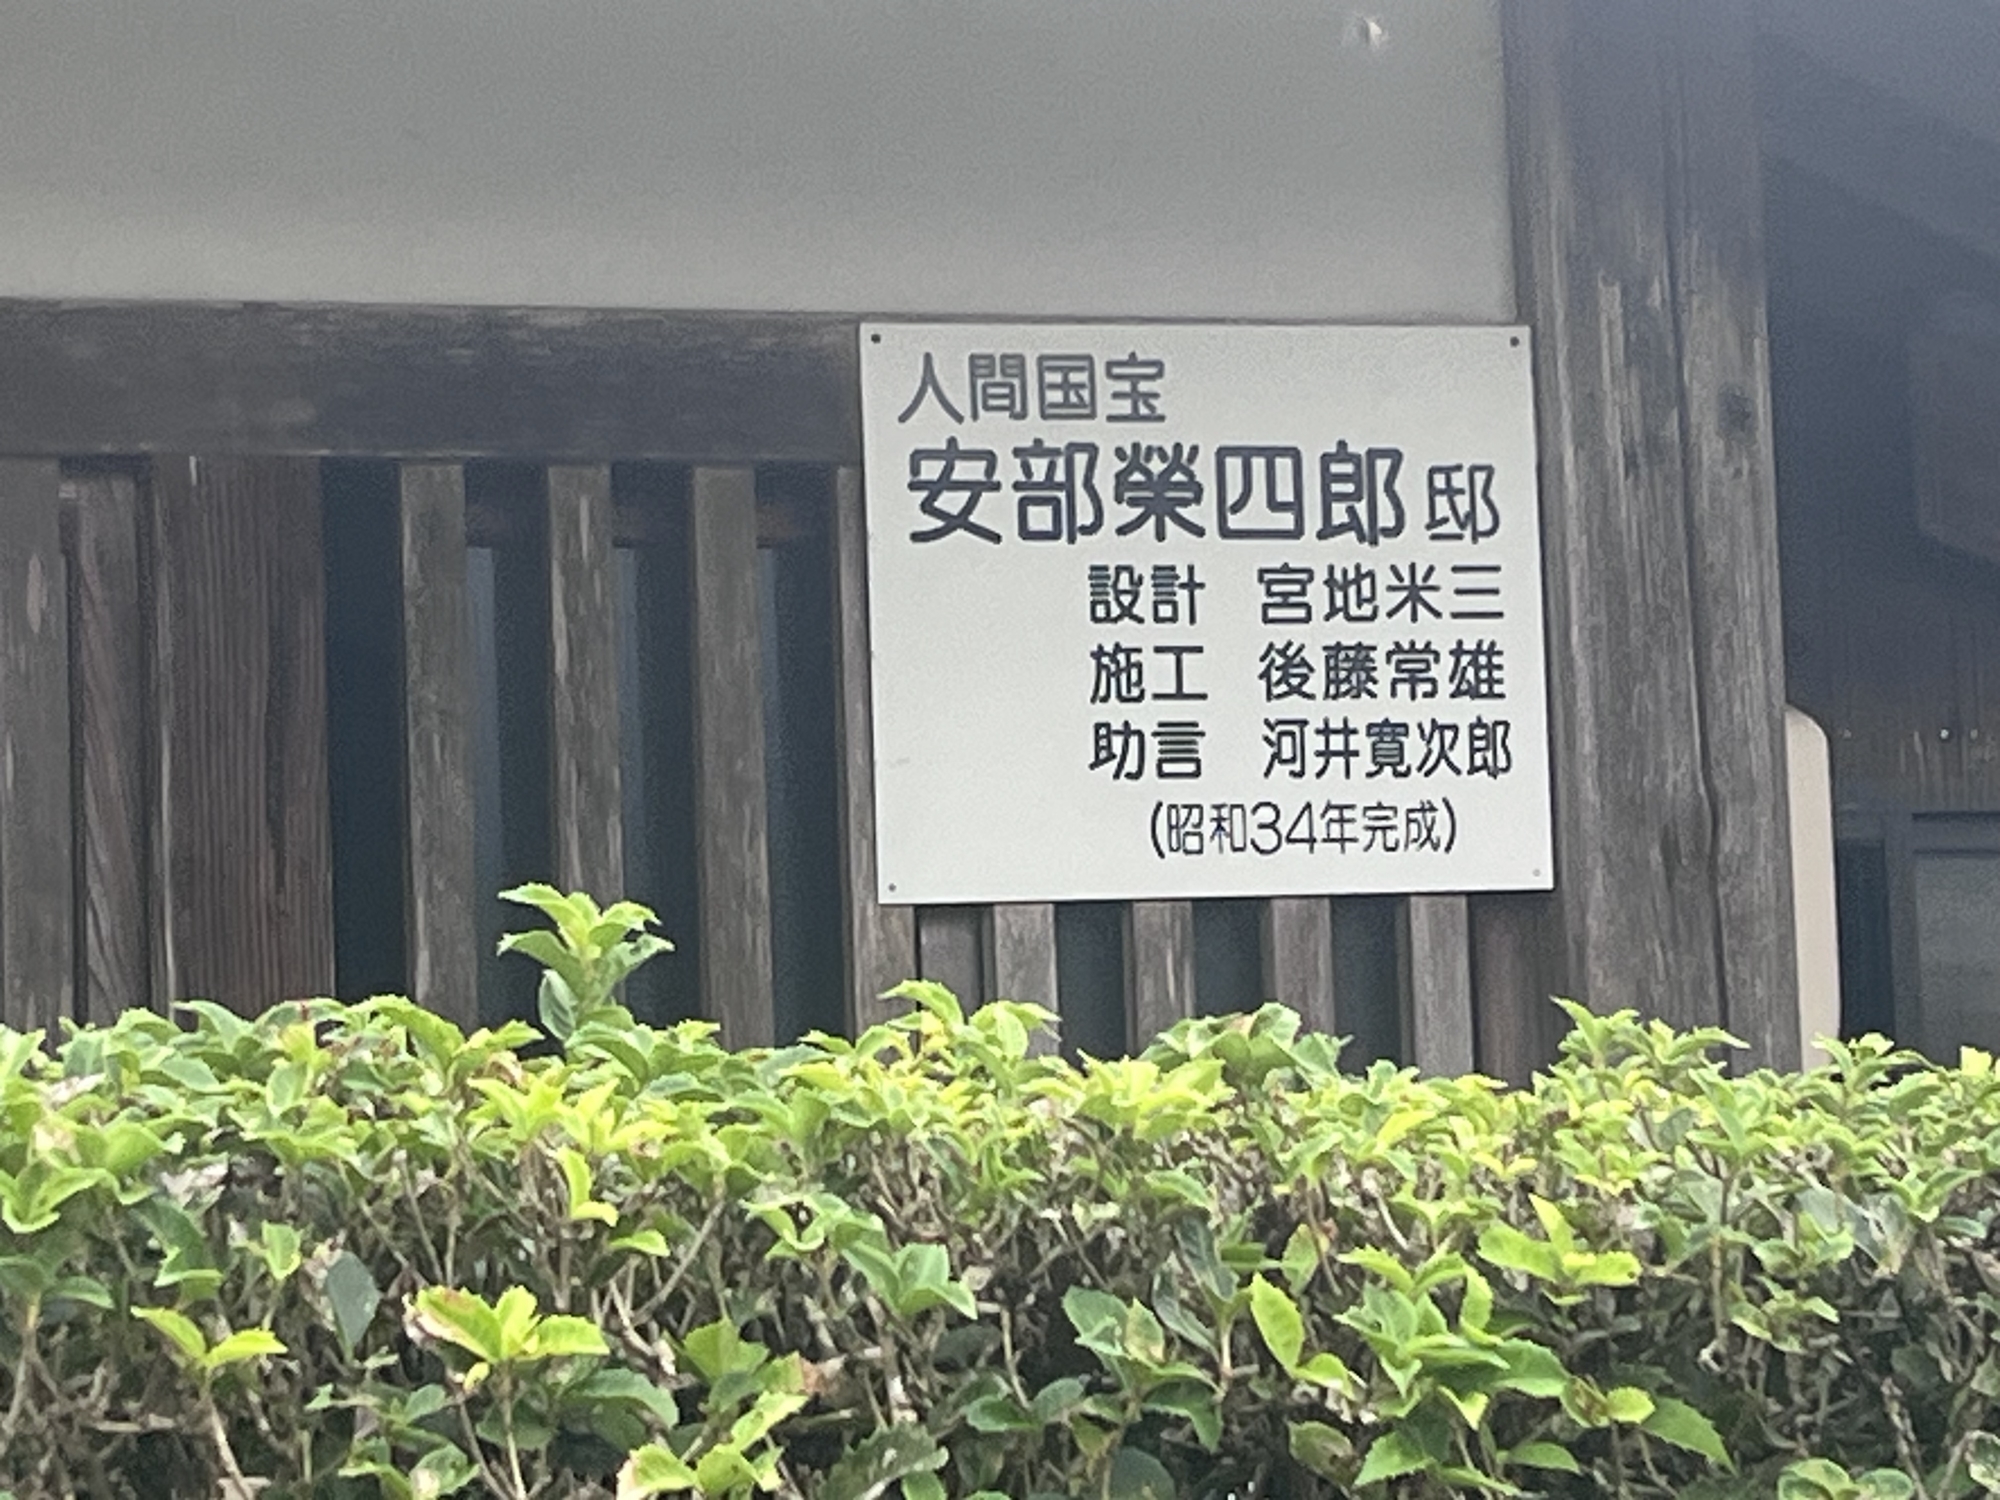 人間国宝
安部榮四郎 邸
設計 宮地米三
施工 後藤常雄
助言 河井寛次郎
(昭和34年完成)